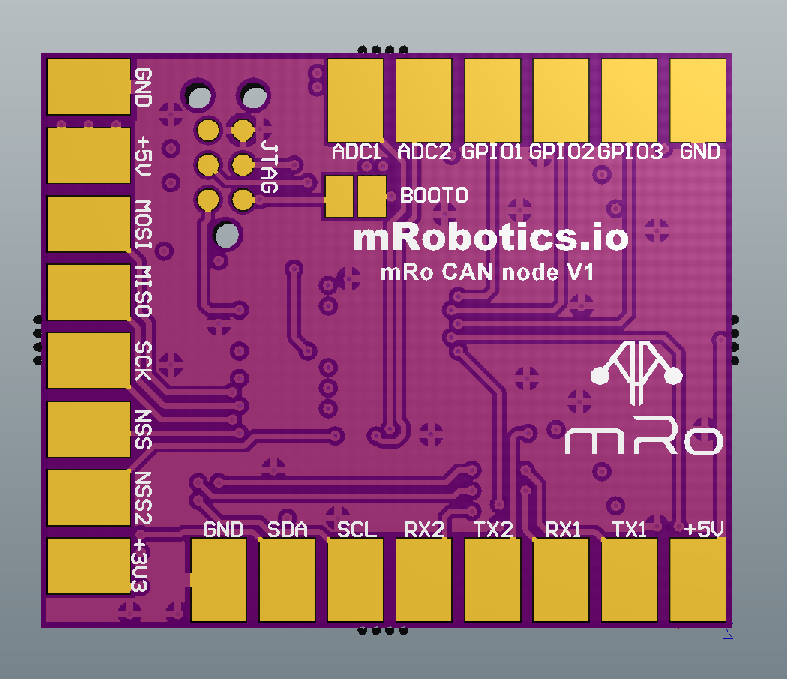 GND
+5V
MOSI
MISO
SCK
NSS
NSS2
+3V3
JTAG
ADC1 ADC2 GPIO1 GPIO2 GPIO3 GND
BOOT0
mRobotics.io
mRo CAN node V1
mRo
GND SDA SCL RX2 TX2 RX1 TX1 +5V